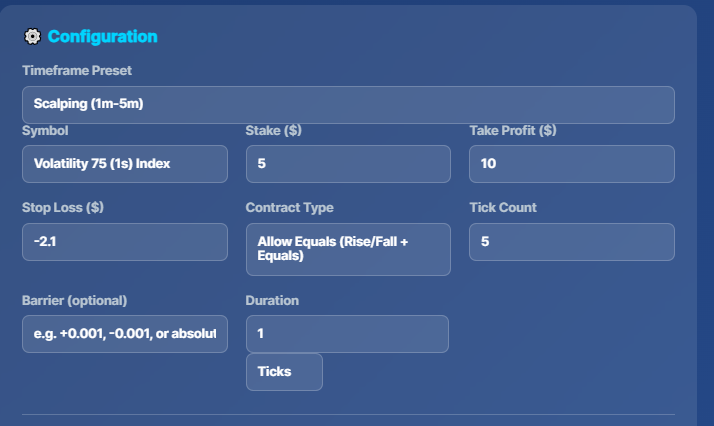 Configuration
Timeframe Preset
Scalping (1m-5m)
Symbol
Stake ($)
Take Profit ($)
Volatility 75 (1s) Index
5
10
Stop Loss ($)
Contract Type
Tick Count
-2.1
Allow Equals (Rise/Fall +
Equals)
5
Barrier (optional)
Duration
e.g. +0.001, -0.001, or absolut
1
Ticks